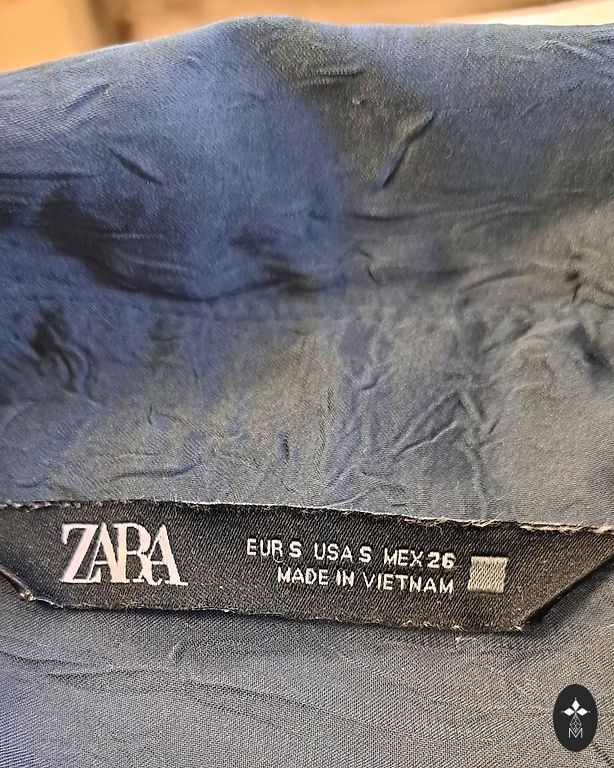 ZARA
EUR S USA S MEX 26
MADE IN VIETNAM
M